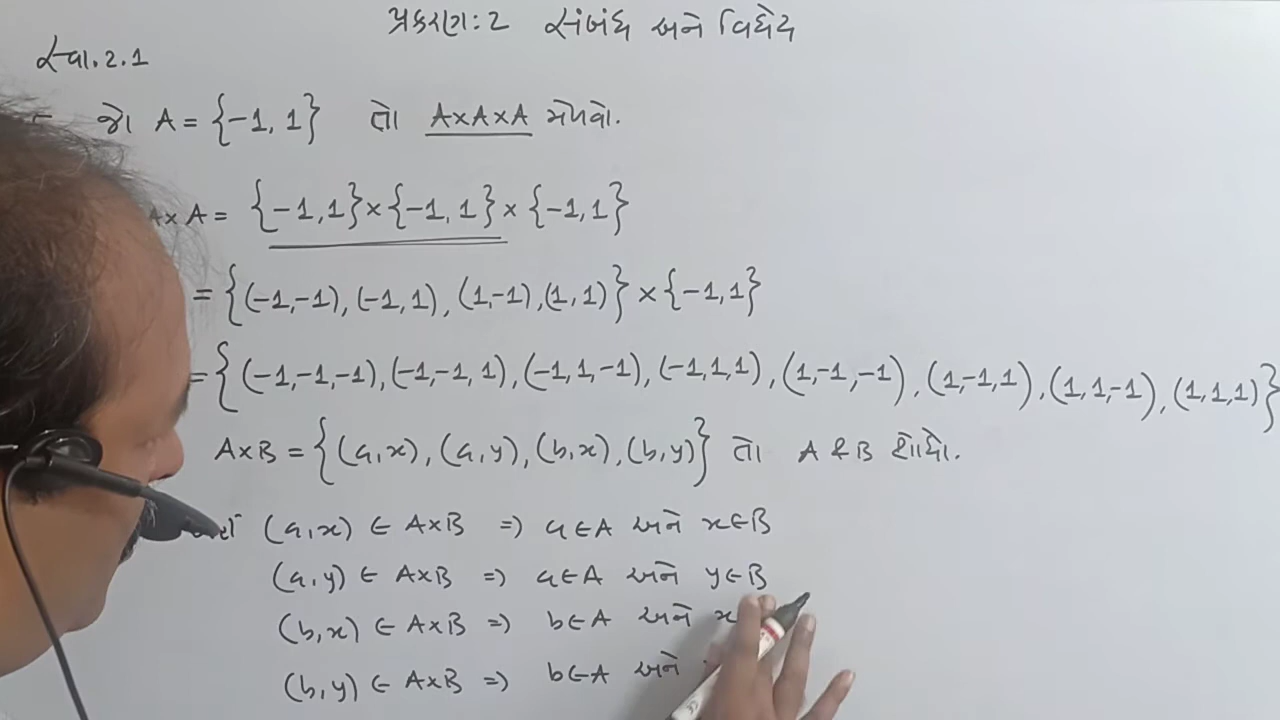 પ્રકરણ: 2 સંબંધ અને વિધેય
સ્વા. 2.1
જો A = {-1, 1} તો A×A×A મેળવો.
A×A = {-1, 1}×{-1, 1}×{-1, 1}
= {(-1,-1), (-1, 1), (1,-1), (1, 1)} × {-1, 1}
= {(-1,-1,-1), (-1,-1, 1), (-1, 1, -1), (-1, 1, 1), (1,-1,-1), (1,-1,1), (1, 1,-1), (1,1,1)}
A×B = {(a,x), (a,y), (b,x), (b,y)} તો A & B શોધો.
(a,x) ∈ A×B => a∈A અને x∈B
(a,y) ∈ A×B => a∈A અને y∈B
(b,x) ∈ A×B => b∈A અને x
(b,y) ∈ A×B => b∈A અને